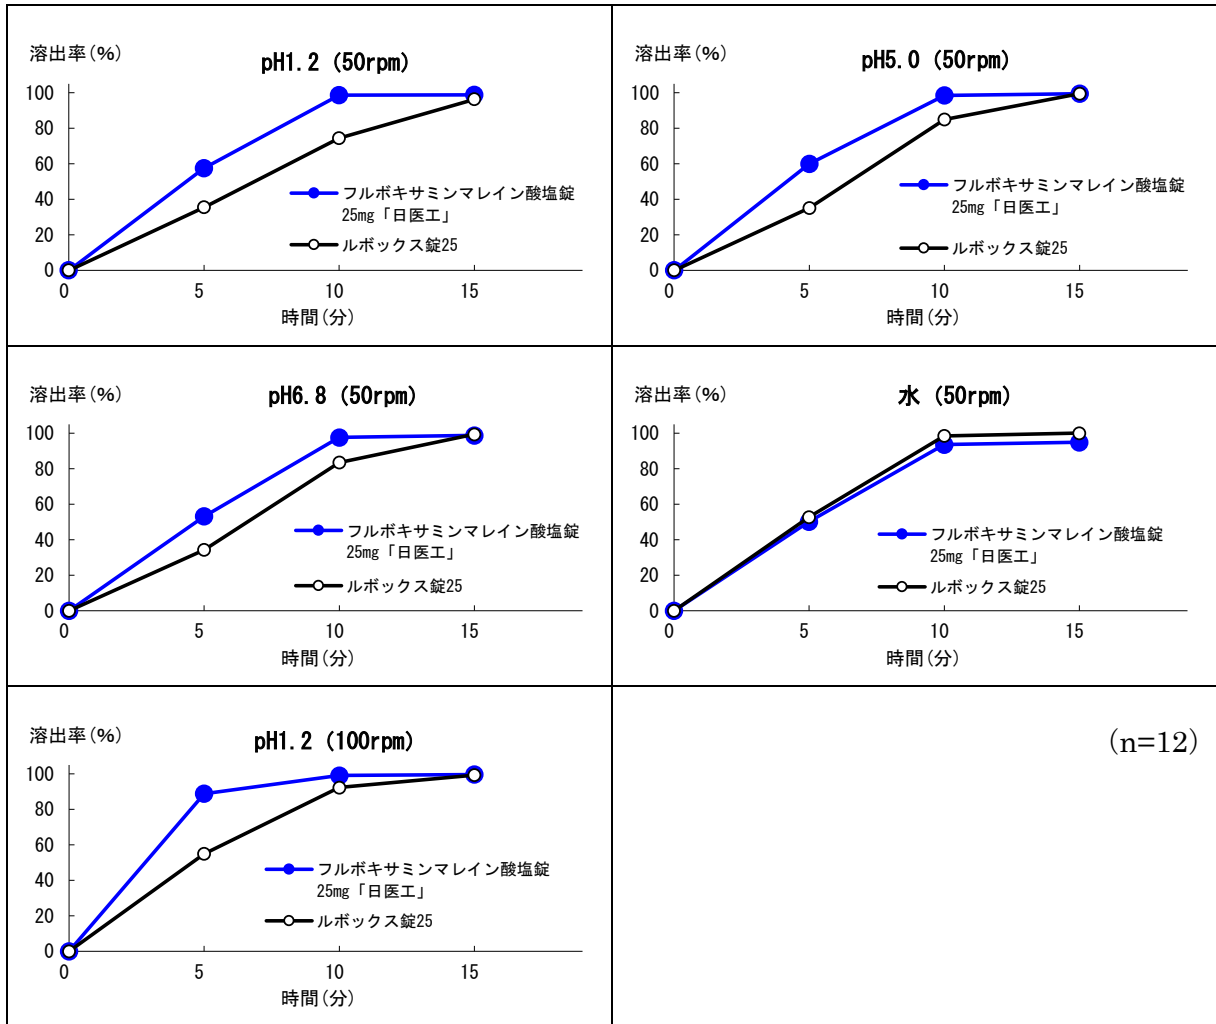 溶出率(%)
pH1.2 (50rpm)
100
80
60
40
20
0
フルボキサミンマレイン酸塩錠
25mg「日医工」
ルボックス錠25
0 5 10 15
時間(分)
溶出率(%)
pH5.0 (50rpm)
100
80
60
40
20
0
フルボキサミンマレイン酸塩錠
25mg「日医工」
ルボックス錠25
0 5 10 15
時間(分)
溶出率(%)
pH6.8 (50rpm)
100
80
60
40
20
0
フルボキサミンマレイン酸塩錠
25mg「日医工」
ルボックス錠25
0 5 10 15
時間(分)
溶出率(%)
水 (50rpm)
100
80
60
40
20
0
フルボキサミンマレイン酸塩錠
25mg「日医工」
ルボックス錠25
0 5 10 15
時間(分)
溶出率(%)
pH1.2 (100rpm)
100
80
60
40
20
0
フルボキサミンマレイン酸塩錠
25mg「日医工」
ルボックス錠25
0 5 10 15
時間(分)
(n=12)